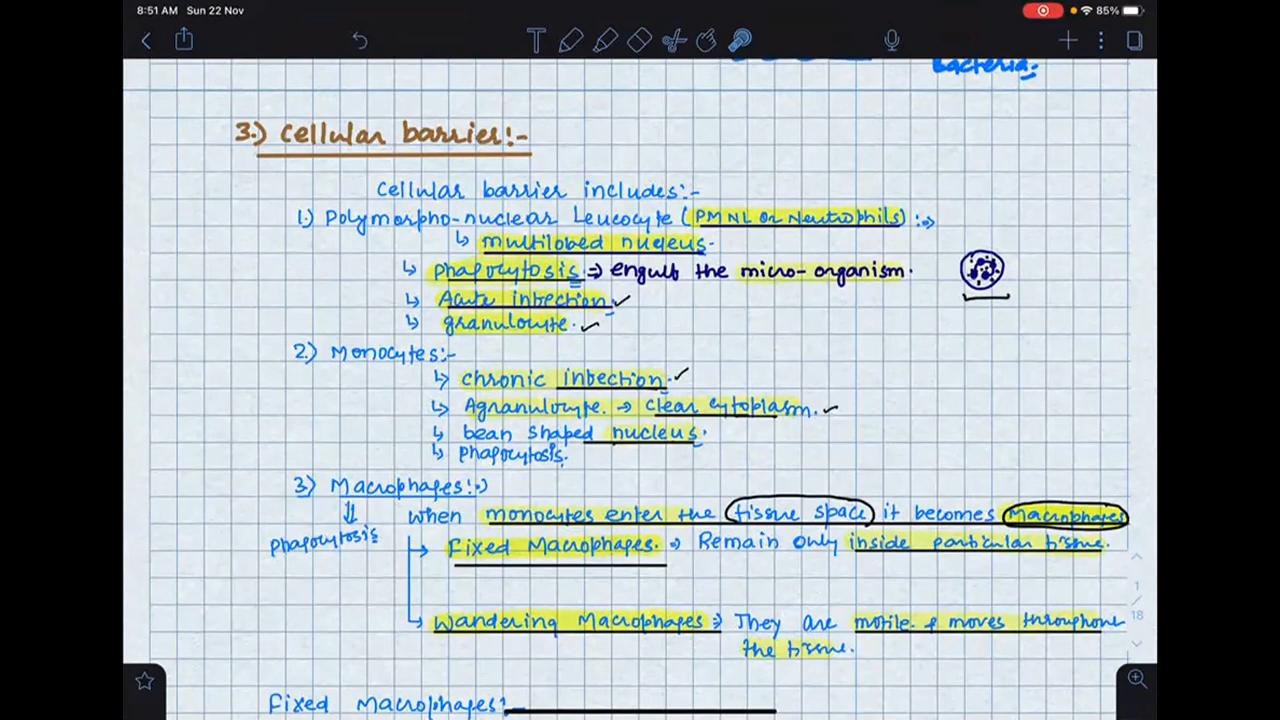 8:51 AM Sun 22 Nov
85%
bacteria:
3.) Cellular barrier:-
Cellular barrier includes:-
1.) Polymorpho-nuclear Leucocyte (PMNL or Neutrophils) :⇒
↳ multilobed nucleus.
↳ phagocytosis ⇒ engulf the micro-organism.
↳ Acute infection ✓
↳ granulocyte. ✓
2.) Monocytes:-
↳ chronic infection. ✓
↳ Agranulocyte. → clear cytoplasm. ✓
↳ bean shaped nucleus.
↳ phagocytosis.
3.) Macrophages:-
when monocytes enter the tissue space it becomes Macrophages
phagocytosis
→ Fixed Macrophages. ⇒ Remain only inside particular tissue.
1
/
18
↳ Wandering Macrophages ⇒ They are motile & moves throughout
the tissue.
Fixed Macrophages:-